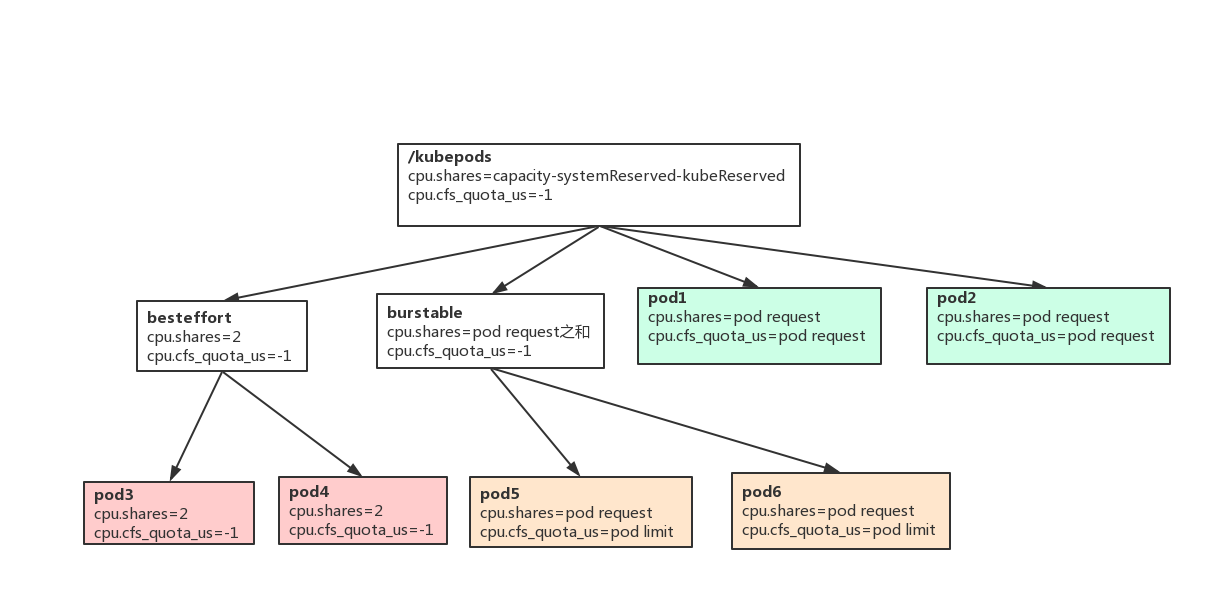 /kubepods
cpu.shares=capacity-systemReserved-kubeReserved
cpu.cfs_quota_us=-1
besteffort
cpu.shares=2
cpu.cfs_quota_us=-1
burstable
cpu.shares=pod request之和
cpu.cfs_quota_us=-1
pod1
cpu.shares=pod request
cpu.cfs_quota_us=pod request
pod2
cpu.shares=pod request
cpu.cfs_quota_us=pod request
pod3
cpu.shares=2
cpu.cfs_quota_us=-1
pod4
cpu.shares=2
cpu.cfs_quota_us=-1
pod5
cpu.shares=pod request
cpu.cfs_quota_us=pod limit
pod6
cpu.shares=pod request
cpu.cfs_quota_us=pod limit